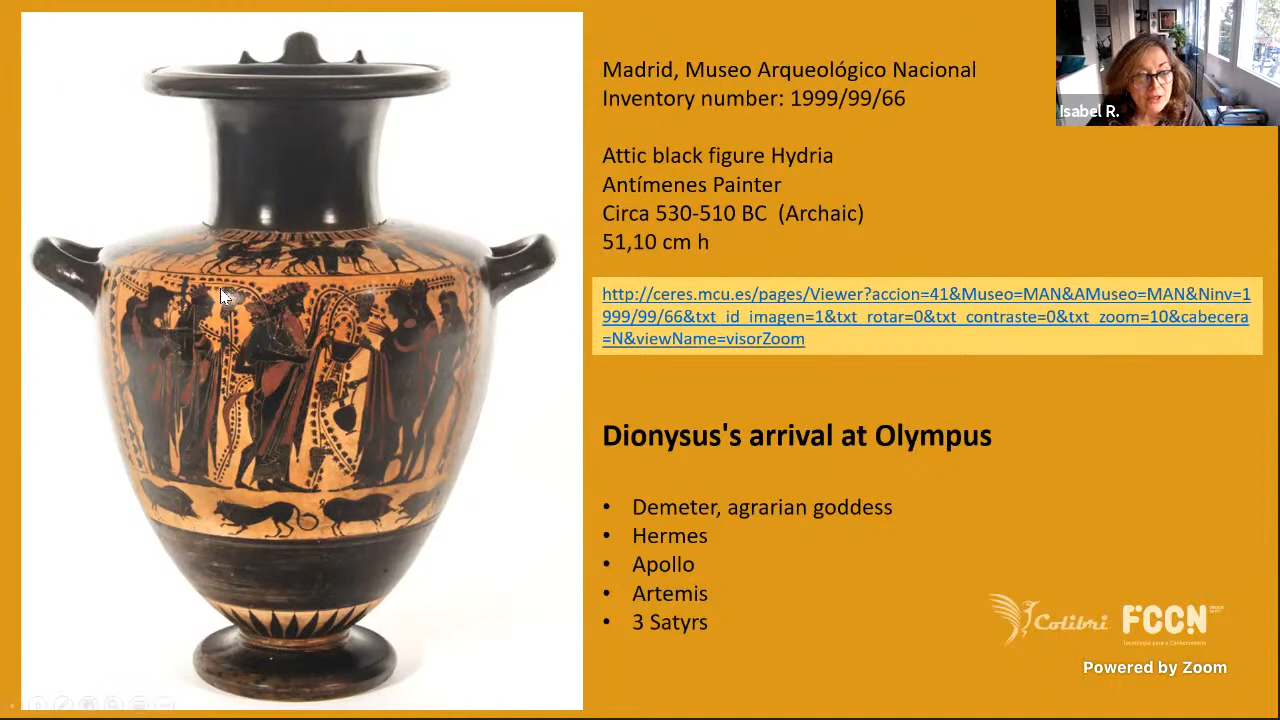 Madrid, Museo Arqueológico Nacional
Inventory number: 1999/99/66
Isabel R.
Attic black figure Hydria
Antímenes Painter
Circa 530-510 BC (Archaic)
51,10 cm h
http://ceres.mcu.es/pages/Viewer?accion=41&Museo=MAN&AMuseo=MAN&Ninv=1
999/99/66&txt_id_imagen=1&txt_rotar=0&txt_contraste=0&txt_zoom=10&cabecera
=N&viewName=visorZoom
Dionysus's arrival at Olympus
• Demeter, agrarian goddess
• Hermes
• Apollo
• Artemis
• 3 Satyrs
Colibri FCCN
Tecnologia para o Conhecimento
Powered by Zoom